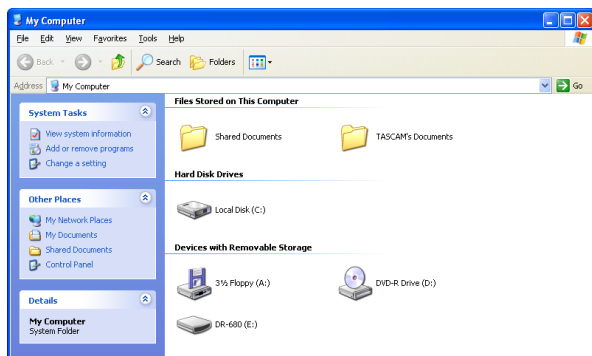 My Computer
File Edit View Favorites Tools Help
Back Search Folders
Address My Computer Go
System Tasks
View system information
Add or remove programs
Change a setting
Other Places
My Network Places
My Documents
Shared Documents
Control Panel
Details
My Computer
System Folder
Files Stored on This Computer
Shared Documents TASCAM's Documents
Hard Disk Drives
Local Disk (C:)
Devices with Removable Storage
3½ Floppy (A:) DVD-R Drive (D:)
DR-680 (E:)